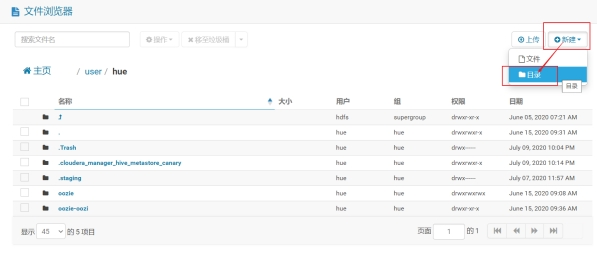 文件浏览器
搜索文件名 操作 移至垃圾桶 上传 新建
文件
目录
目录
主页 / user / hue
名称 大小 用户 组 权限 日期
hdfs supergroup drwxr-xr-x June 05, 2020 07:21 AM
. hue hue drwxrwxr-x June 15, 2020 09:31 AM
.Trash hue hue drwx----- July 09, 2020 10:04 PM
.cloudera_manager_hive_metastore_canary hue hue drwxrwxr-x July 09, 2020 10:14 PM
.staging hue hue drwx----- July 07, 2020 11:57 AM
oozie hue hue drwxrwxrwx June 15, 2020 09:08 AM
oozie-oozi hue hue drwxr-xr-x June 15, 2020 09:36 AM
显示 45 的 5 项目 页面 1 的 1